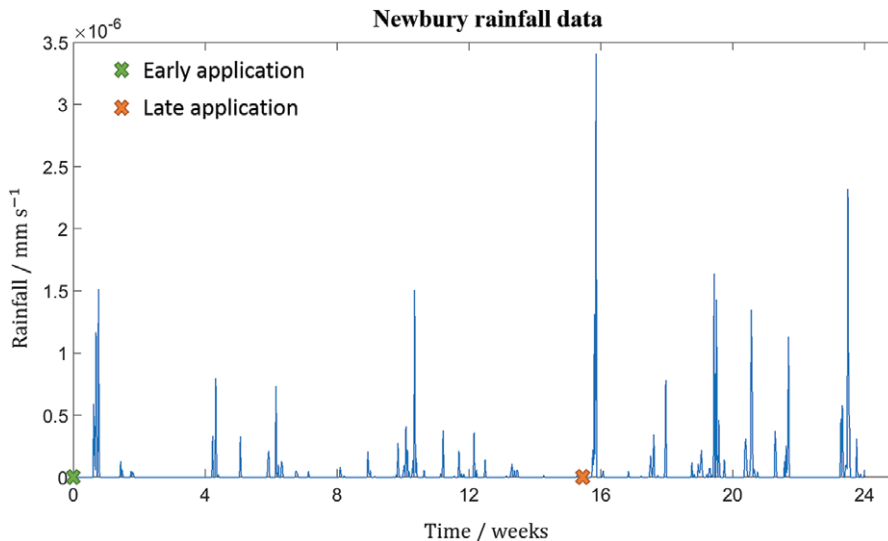 Newbury rainfall data
×10⁻⁶
3.5
3
2.5
2
1.5
1
0.5
0
Rainfall / mm s⁻¹
Early application
Late application
0 4 8 12 16 20 24
Time / weeks